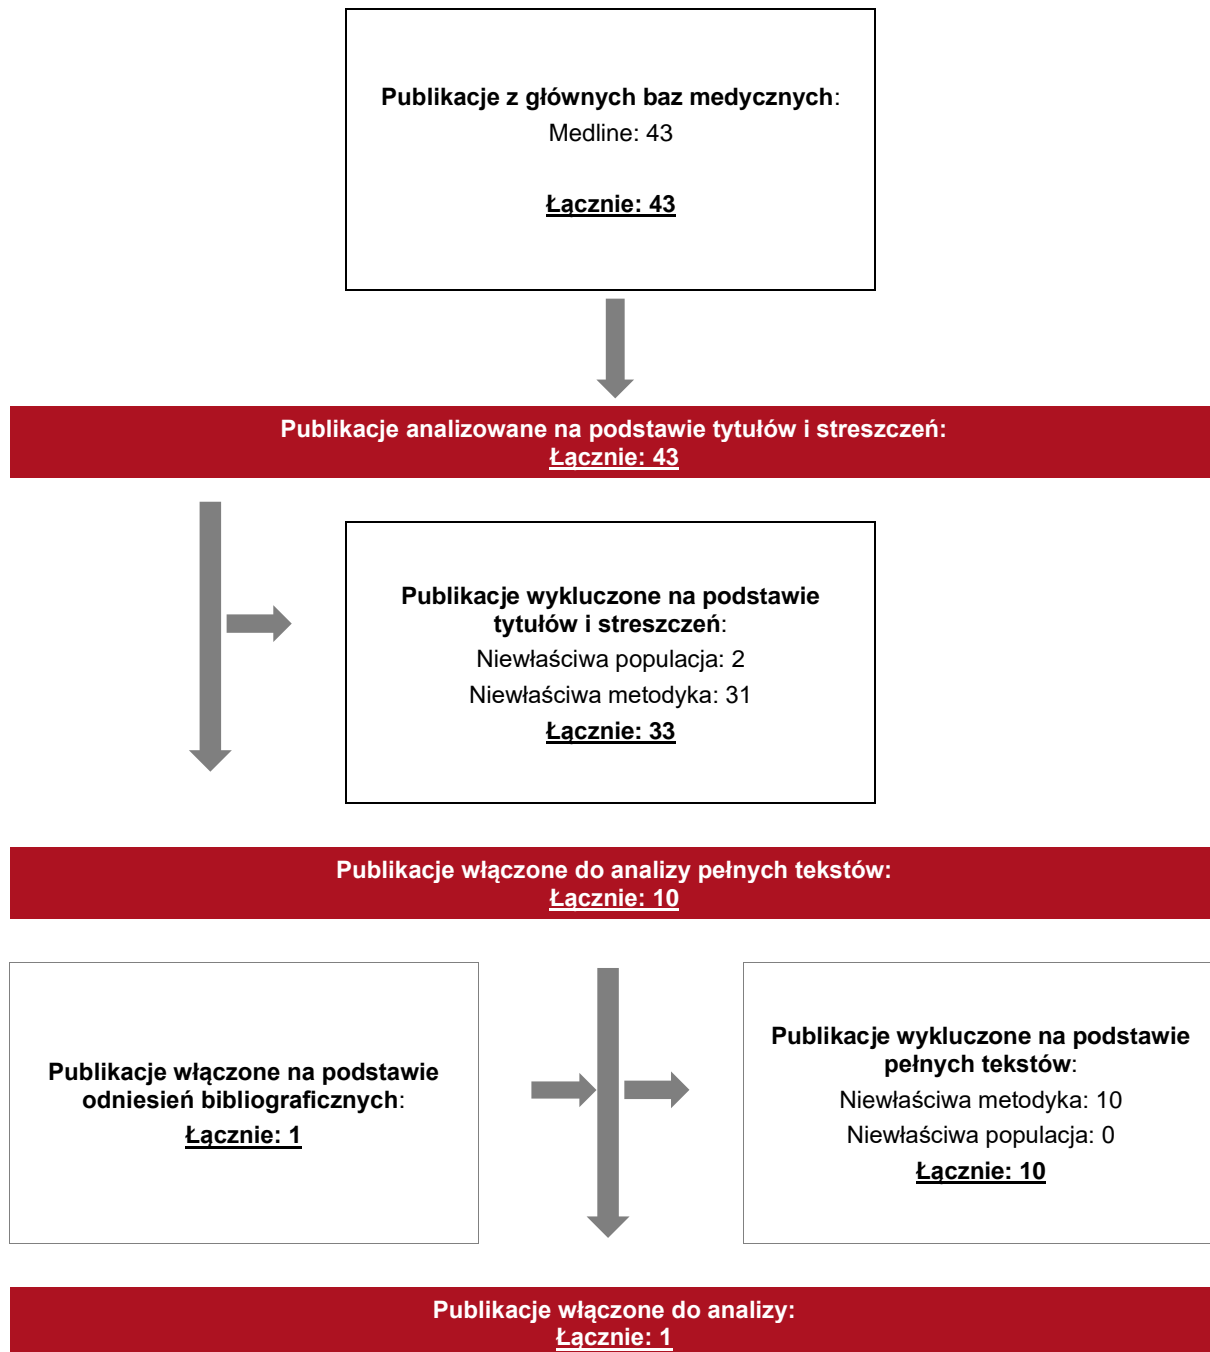 Publikacje z głównych baz medycznych:
Medline: 43
Łącznie: 43
Publikacje analizowane na podstawie tytułów i streszczeń:
Łącznie: 43
Publikacje wykluczone na podstawie
tytułów i streszczeń:
Niewłaściwa populacja: 2
Niewłaściwa metodyka: 31
Łącznie: 33
Publikacje włączone do analizy pełnych tekstów:
Łącznie: 10
Publikacje włączone na podstawie
odniesień bibliograficznych:
Łącznie: 1
Publikacje wykluczone na podstawie
pełnych tekstów:
Niewłaściwa metodyka: 10
Niewłaściwa populacja: 0
Łącznie: 10
Publikacje włączone do analizy:
Łącznie: 1